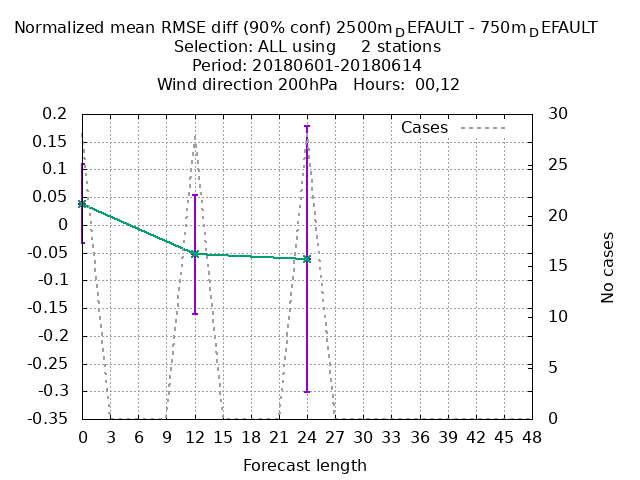 Normalized mean RMSE diff (90% conf) 2500m_DEFAULT - 750m_DEFAULT
Selection: ALL using 2 stations
Period: 20180601-20180614
Wind direction 200hPa Hours: 00,12
Cases
0.2
0.15
0.1
0.05
0
-0.05
-0.1
-0.15
-0.2
-0.25
-0.3
-0.35
30
25
20
15
10
5
0
No cases
0 3 6 9 12 15 18 21 24 27 30 33 36 39 42 45 48
Forecast length